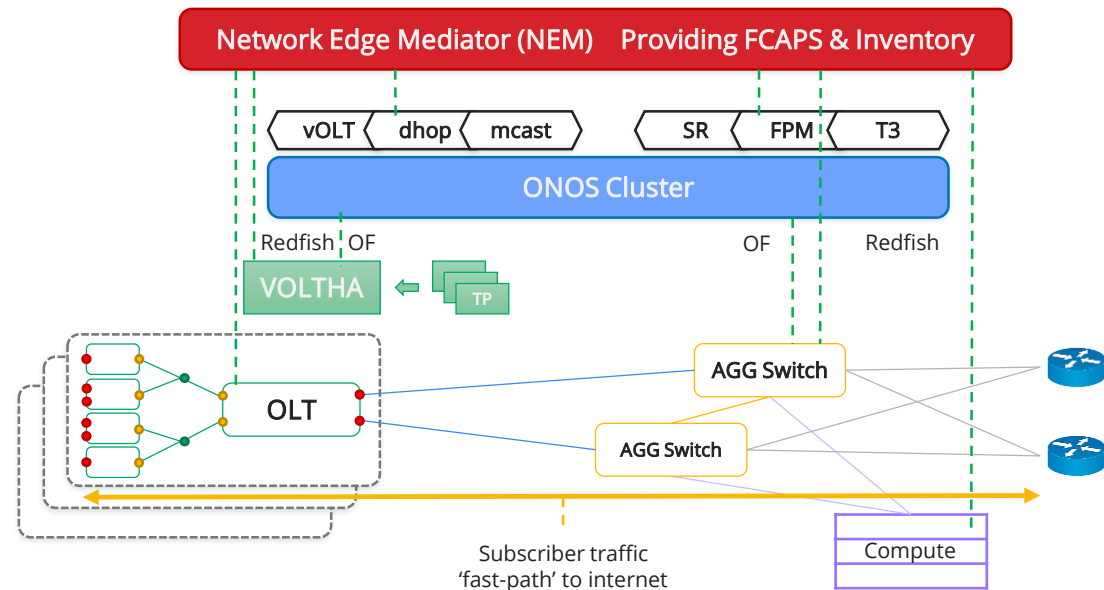 Network Edge Mediator (NEM) Providing FCAPS & Inventory
vOLT dhop mcast SR FPM T3
ONOS Cluster
Redfish OF OF Redfish
VOLTHA
TP
AGG Switch
OLT
AGG Switch
Subscriber traffic
‘fast-path’ to internet
Compute